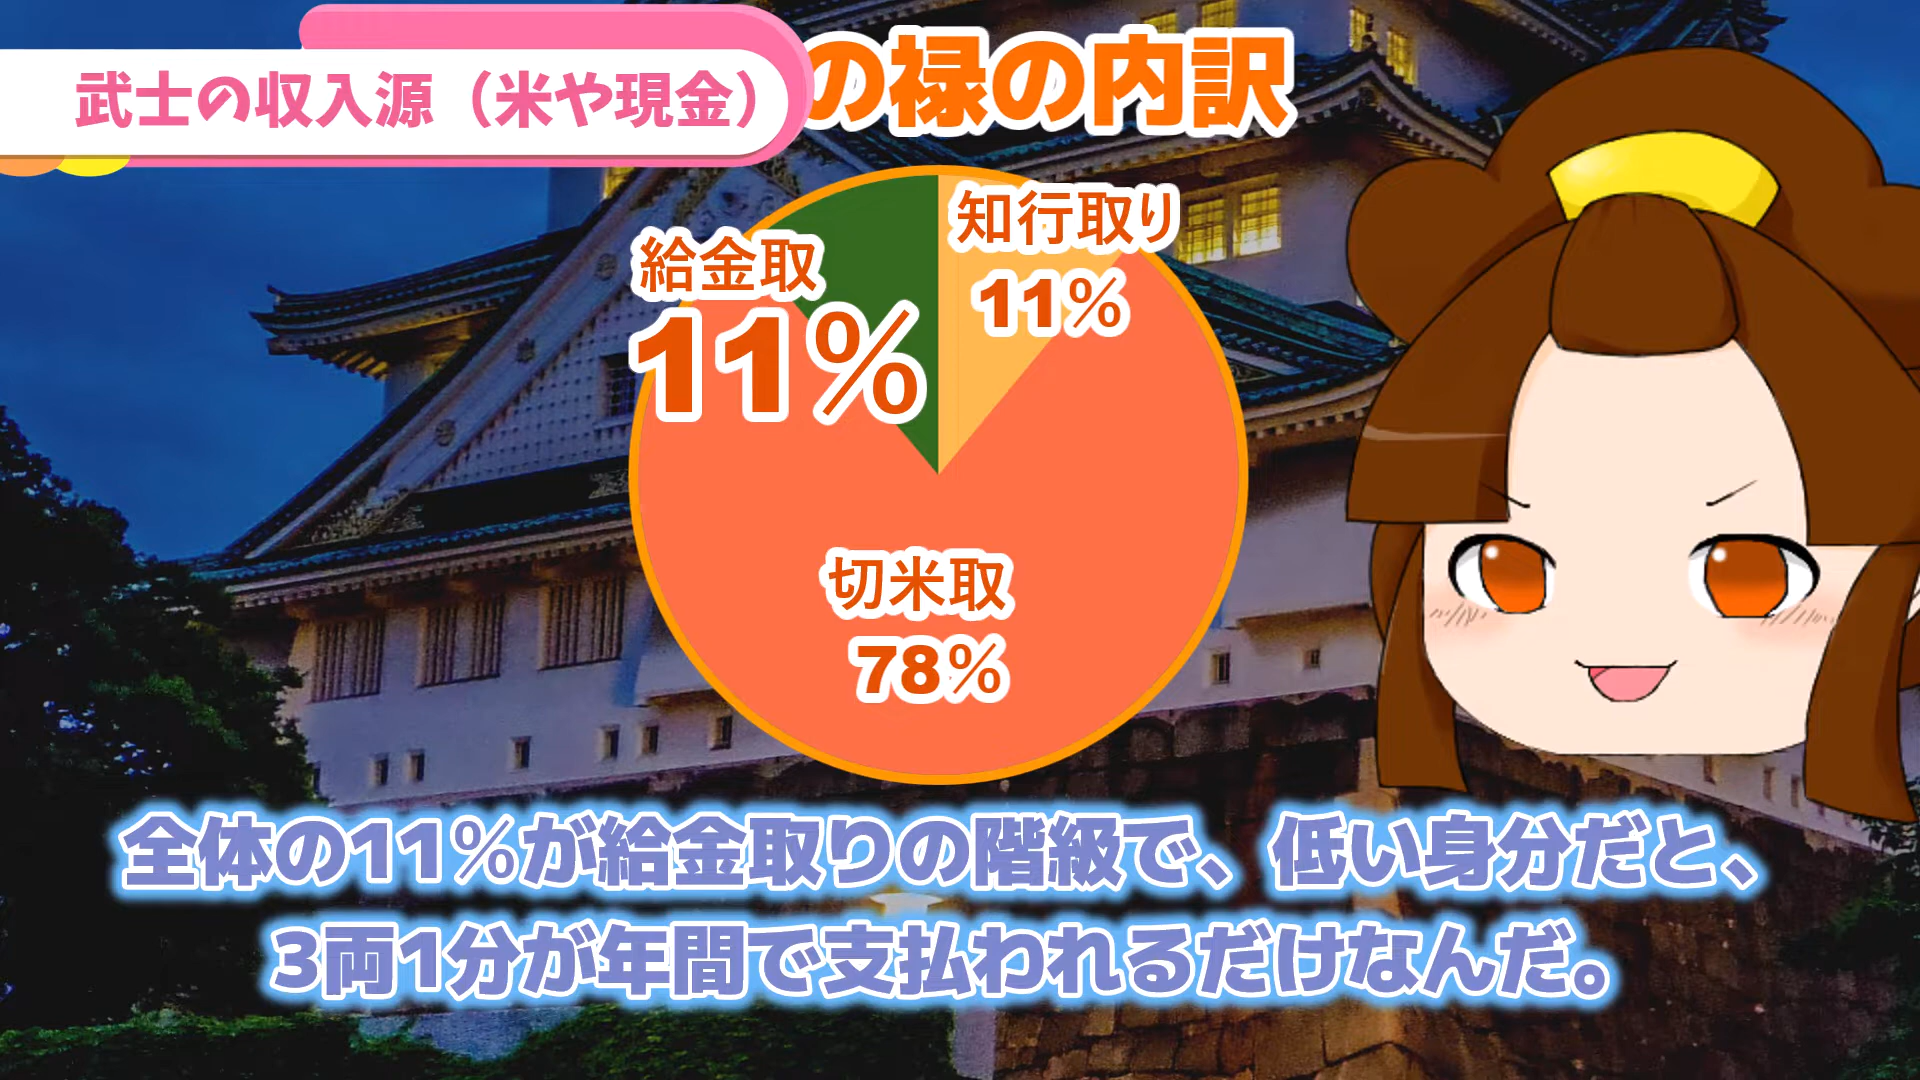 武士の収入源（米や現金）
の禄の内訳
知行取り
11％
給金取
11％
切米取
78％
全体の11％が給金取りの階級で、低い身分だと、
3両1分が年間で支払われるだけなんだ。